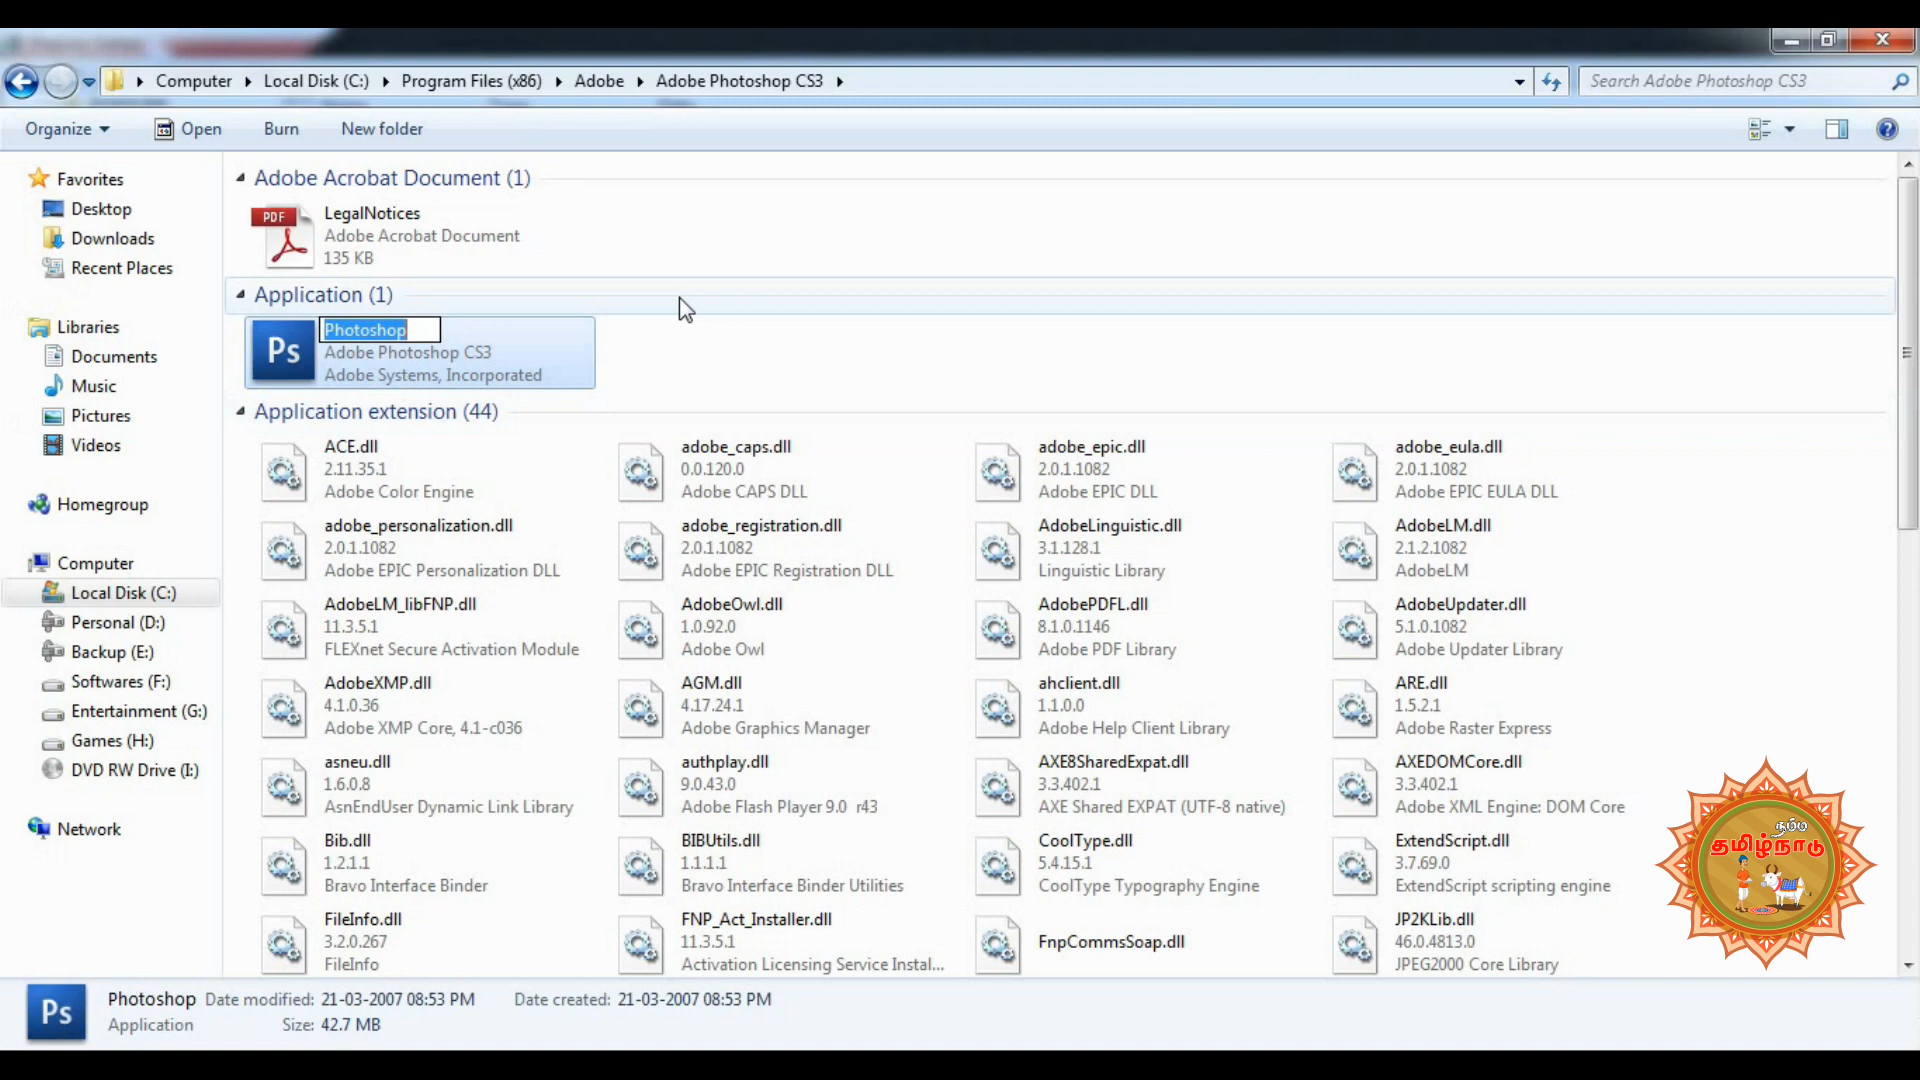 Computer Local Disk (C:) Program Files (x86) Adobe Adobe Photoshop CS3
Search Adobe Photoshop CS3
Organize Open Burn New folder
Favorites
Desktop
Downloads
Recent Places
Libraries
Documents
Music
Pictures
Videos
Homegroup
Computer
Local Disk (C:)
Personal (D:)
Backup (E:)
Softwares (F:)
Entertainment (G:)
Games (H:)
DVD RW Drive (I:)
Network
Adobe Acrobat Document (1)
PDF
LegalNotices
Adobe Acrobat Document
135 KB
Application (1)
Ps
Photoshop
Adobe Photoshop CS3
Adobe Systems, Incorporated
Application extension (44)
ACE.dll
2.11.35.1
Adobe Color Engine
adobe_caps.dll
0.0.120.0
Adobe CAPS DLL
adobe_epic.dll
2.0.1.1082
Adobe EPIC DLL
adobe_eula.dll
2.0.1.1082
Adobe EPIC EULA DLL
adobe_personalization.dll
2.0.1.1082
Adobe EPIC Personalization DLL
adobe_registration.dll
2.0.1.1082
Adobe EPIC Registration DLL
AdobeLinguistic.dll
3.1.128.1
Linguistic Library
AdobeLM.dll
2.1.2.1082
AdobeLM
AdobeLM_libFNP.dll
11.3.5.1
FLEXnet Secure Activation Module
AdobeOwl.dll
1.0.92.0
Adobe Owl
AdobePDFL.dll
8.1.0.1146
Adobe PDF Library
AdobeUpdater.dll
5.1.0.1082
Adobe Updater Library
AdobeXMP.dll
4.1.0.36
Adobe XMP Core, 4.1-c036
AGM.dll
4.17.24.1
Adobe Graphics Manager
ahclient.dll
1.1.0.0
Adobe Help Client Library
ARE.dll
1.5.2.1
Adobe Raster Express
asneu.dll
1.6.0.8
AsnEndUser Dynamic Link Library
authplay.dll
9.0.43.0
Adobe Flash Player 9.0 r43
AXE8SharedExpat.dll
3.3.402.1
AXE Shared EXPAT (UTF-8 native)
AXEDOMCore.dll
3.3.402.1
Adobe XML Engine: DOM Core
Bib.dll
1.2.1.1
Bravo Interface Binder
BIBUtils.dll
1.1.1.1
Bravo Interface Binder Utilities
CoolType.dll
5.4.15.1
CoolType Typography Engine
ExtendScript.dll
3.7.69.0
ExtendScript scripting engine
FileInfo.dll
3.2.0.267
FileInfo
FNP_Act_Installer.dll
11.3.5.1
Activation Licensing Service Instal...
FnpCommsSoap.dll
JP2KLib.dll
46.0.4813.0
JPEG2000 Core Library
நம்ம
தமிழ்நாடு
Ps
Photoshop Date modified: 21-03-2007 08:53 PM Date created: 21-03-2007 08:53 PM
Application Size: 42.7 MB